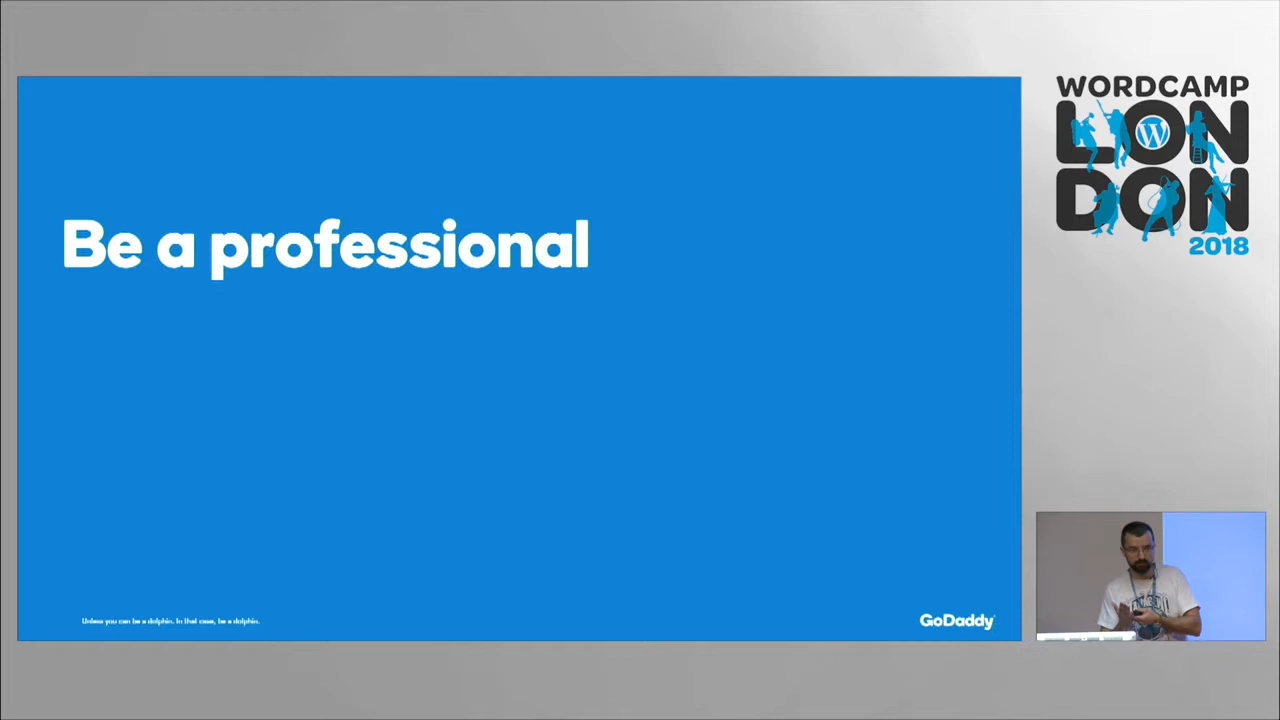 Be a professional
Unless you can be a dolphin. In that case, be a dolphin.
GoDaddy
WORDCAMP
LON
DON
2018